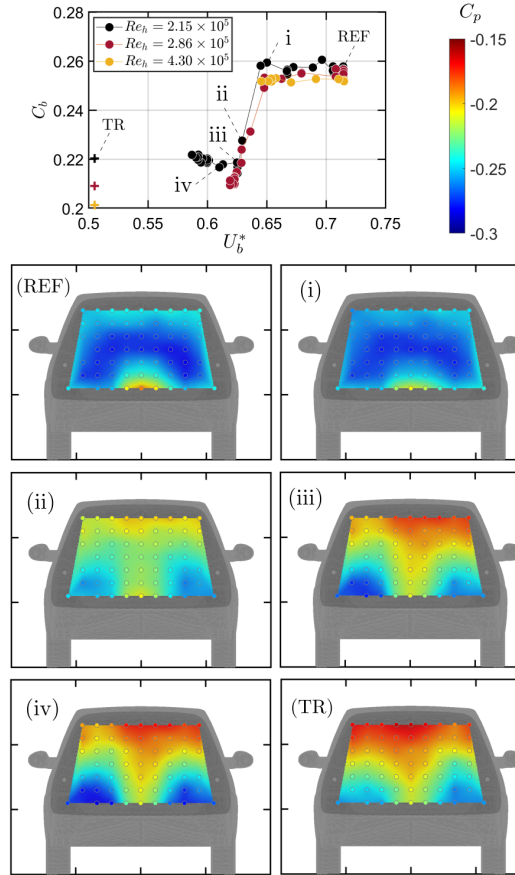 C_p
Re_h = 2.15 × 10^5
Re_h = 2.86 × 10^5
Re_h = 4.30 × 10^5
i
REF
ii
TR
iii
iv
C_b
0.28
0.26
0.24
0.22
0.2
0.5 0.55 0.6 0.65 0.7 0.75
U_b^*
-0.15
-0.2
-0.25
-0.3
(REF)
(i)
(ii)
(iii)
(iv)
(TR)